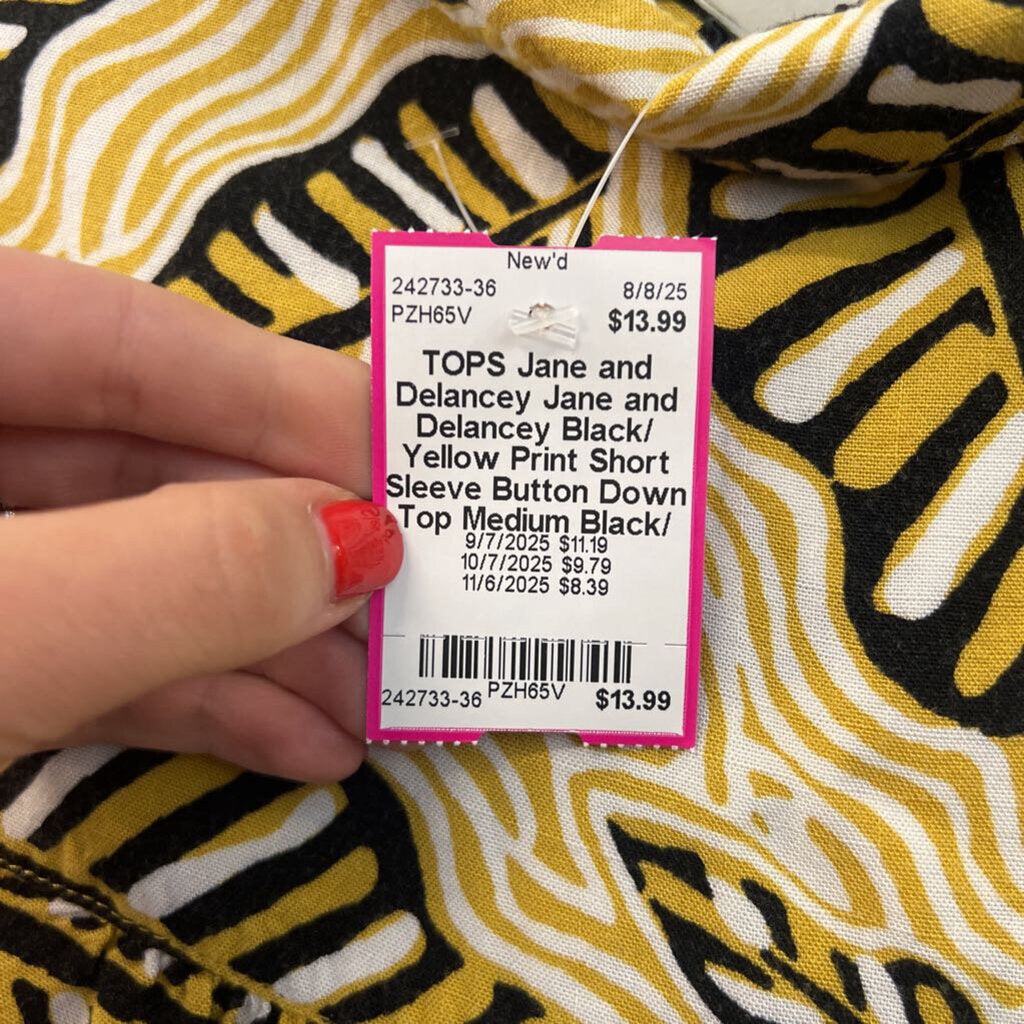 New'd
242733-36 8/8/25
PZH65V $13.99
TOPS Jane and
Delancey Jane and
Delancey Black/
Yellow Print Short
Sleeve Button Down
Top Medium Black/
9/7/2025 $11.19
10/7/2025 $9.79
11/6/2025 $8.39
242733-36 PZH65V $13.99